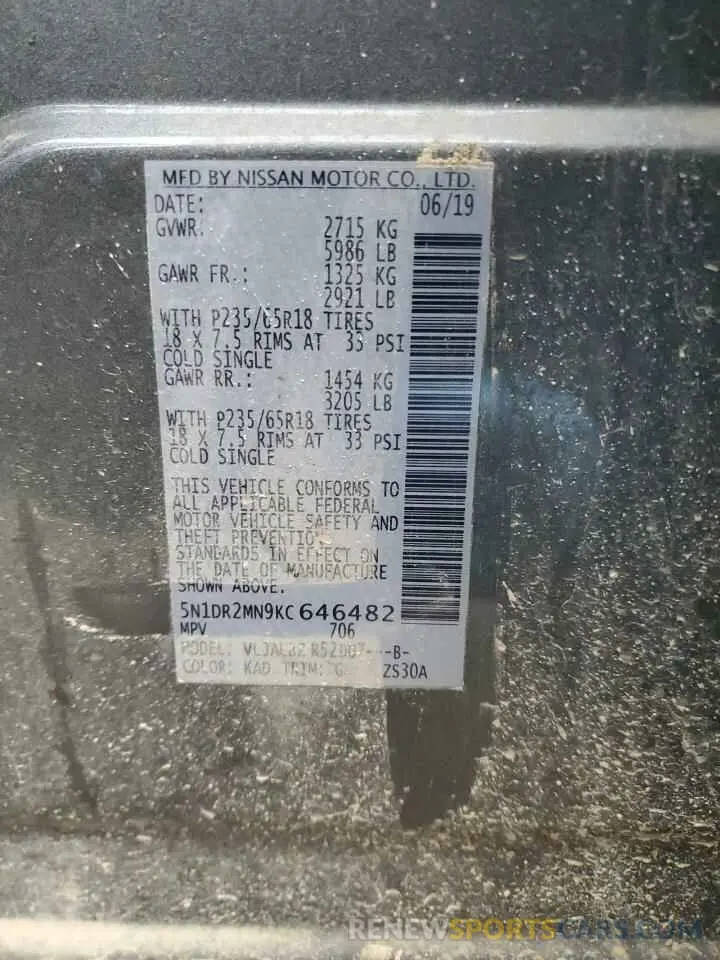 MFD BY NISSAN MOTOR CO., LTD.
DATE: 06/19
GVWR: 2715 KG
5986 LB
GAWR FR.: 1325 KG
2921 LB
WITH P235/65R18 TIRES
18 X 7.5 RIMS AT 33 PSI
COLD SINGLE
GAWR RR.: 1454 KG
3205 LB
WITH P235/65R18 TIRES
18 X 7.5 RIMS AT 33 PSI
COLD SINGLE
THIS VEHICLE CONFORMS TO
ALL APPLICABLE FEDERAL
MOTOR VEHICLE SAFETY AND
THEFT PREVENTION
STANDARDS IN EFFECT ON
THE DATE OF MANUFACTURE
SHOWN ABOVE.
5N1DR2MN9KC646482
MPV 706
MODEL: -B-
COLOR: KAD TRIM: ZS30A
RENEWSPORTSCARS.COM